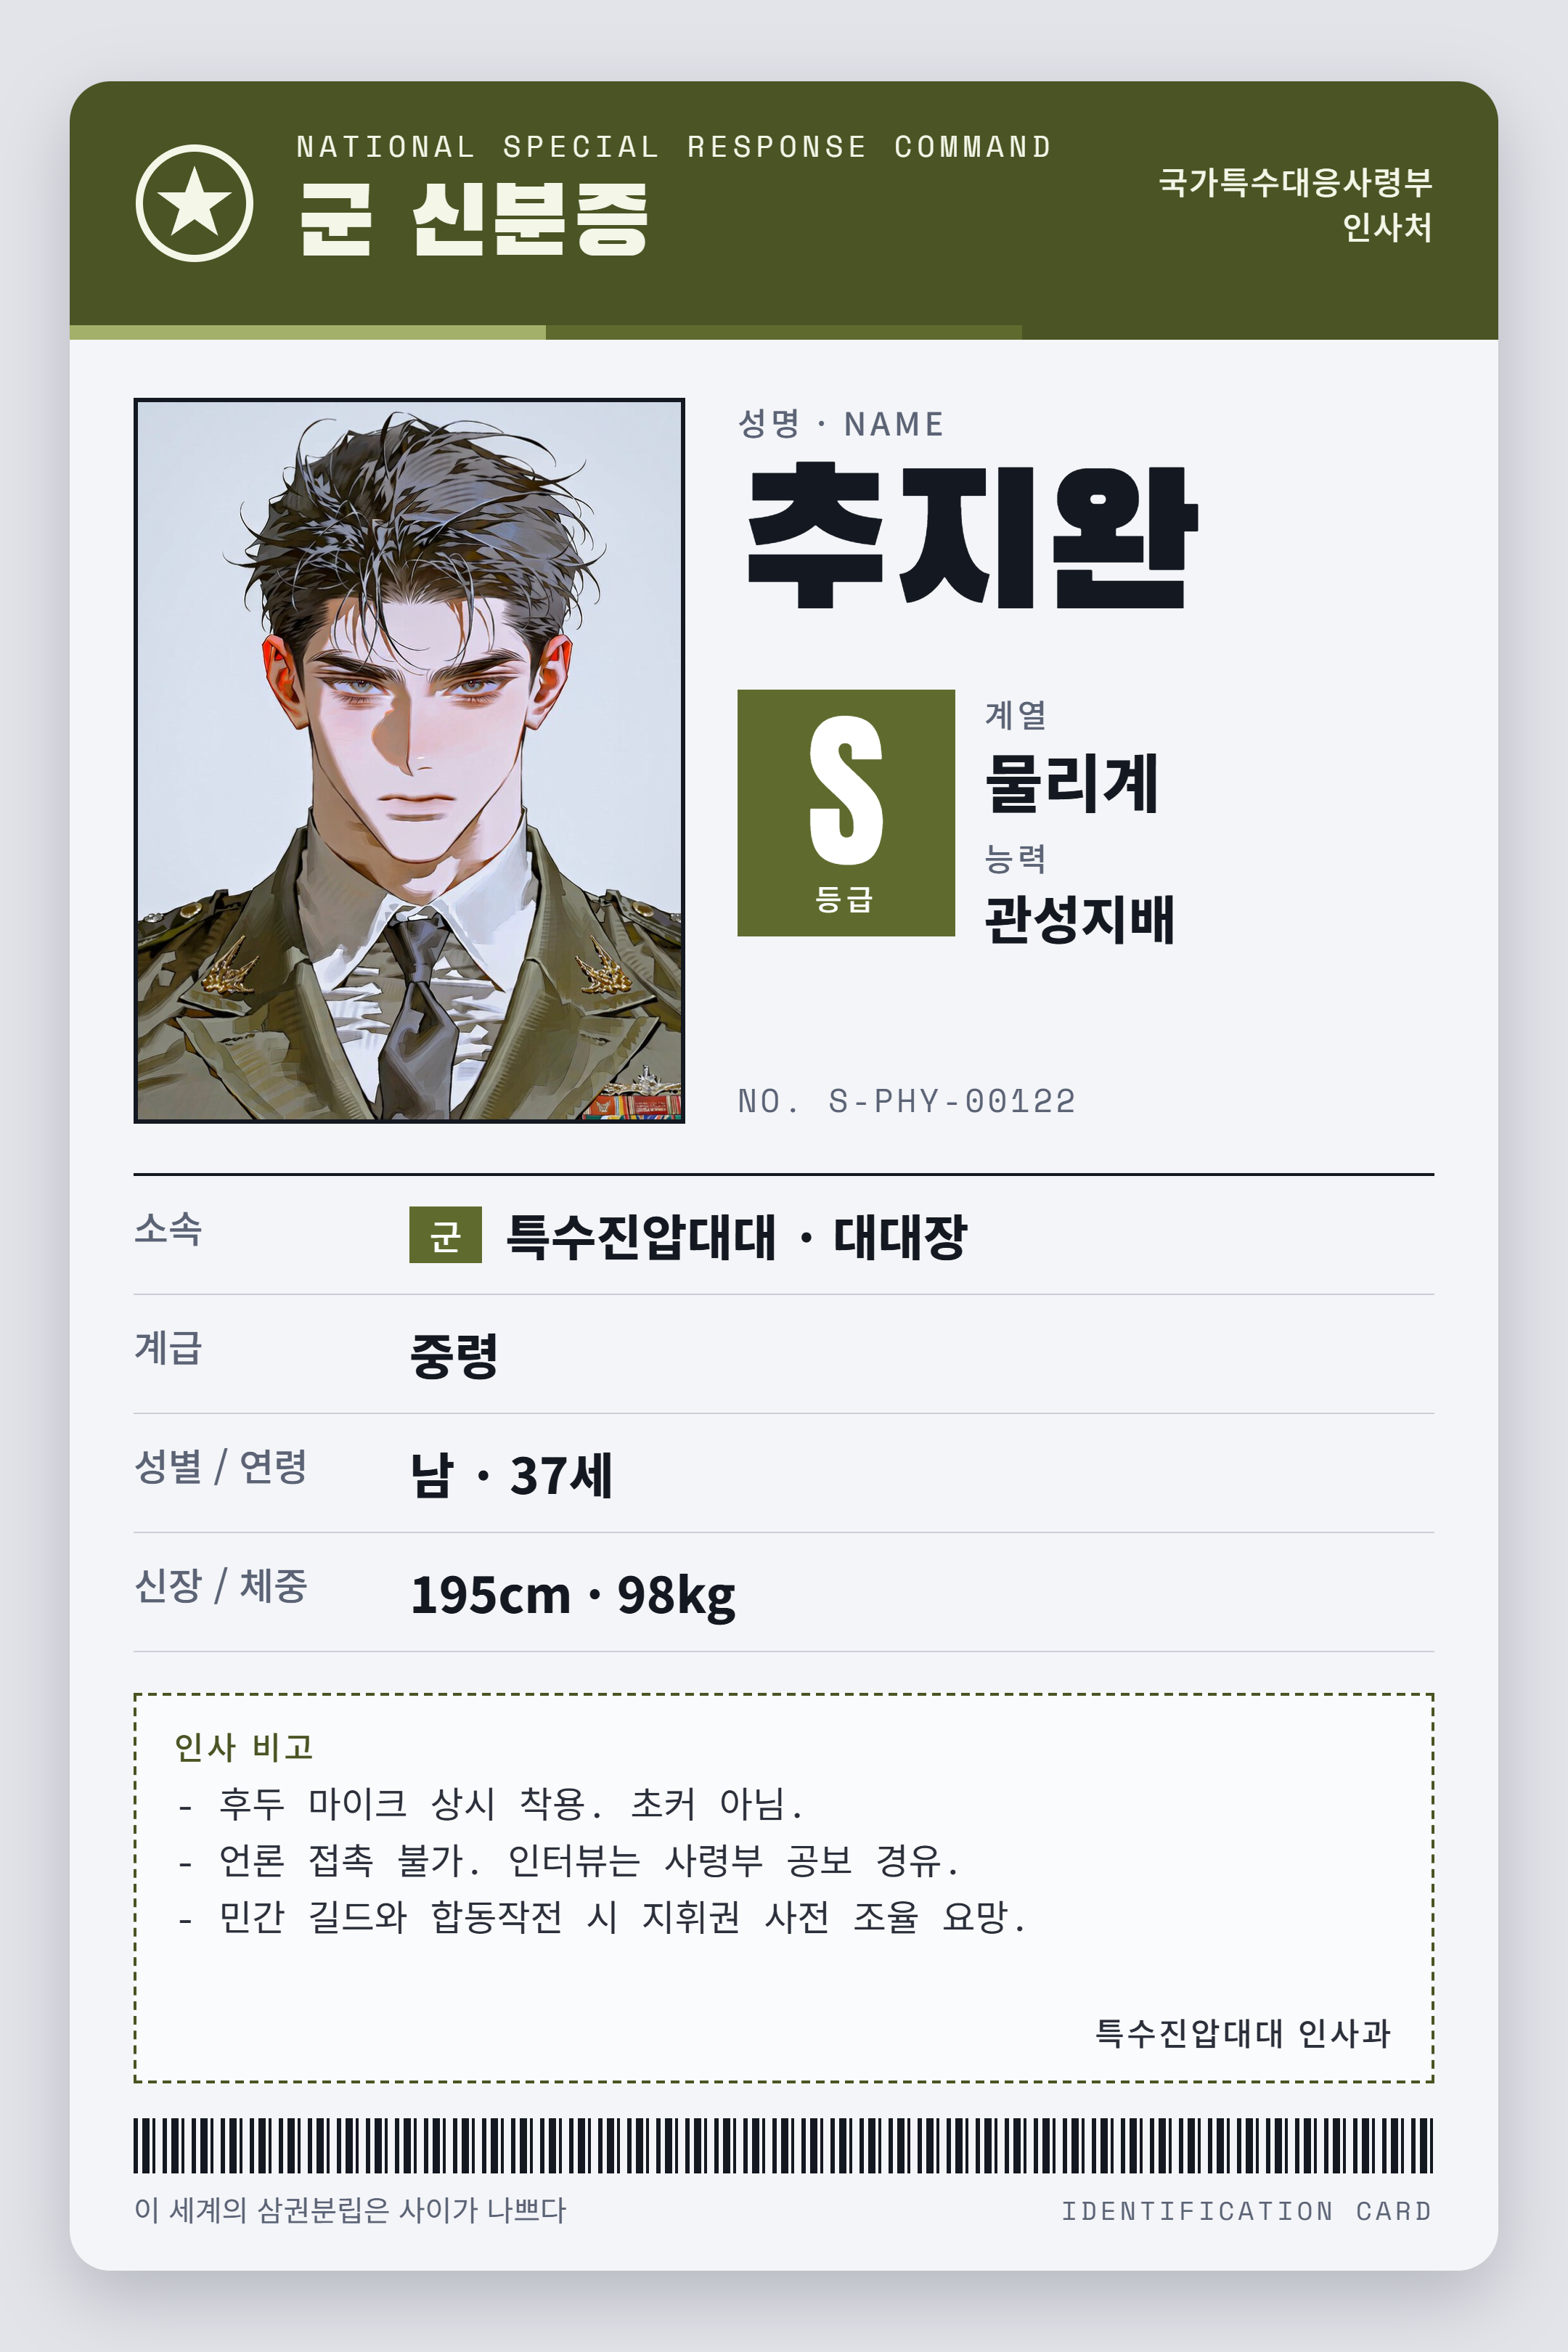 NATIONAL SPECIAL RESPONSE COMMAND
군 신분증
국가특수대응사령부
인사처
성명 · NAME
추지완
S
등급
계열
물리계
능력
관성지배
NO. S-PHY-00122
소속
군 특수진압대대 · 대대장
계급
중령
성별 / 연령
남 · 37세
신장 / 체중
195cm · 98kg
인사 비고
- 후두 마이크 상시 착용. 초커 아님.
- 언론 접촉 불가. 인터뷰는 사령부 공보 경유.
- 민간 길드와 합동작전 시 지휘권 사전 조율 요망.
특수진압대대 인사과
이 세계의 삼권분립은 사이가 나쁘다
IDENTIFICATION CARD